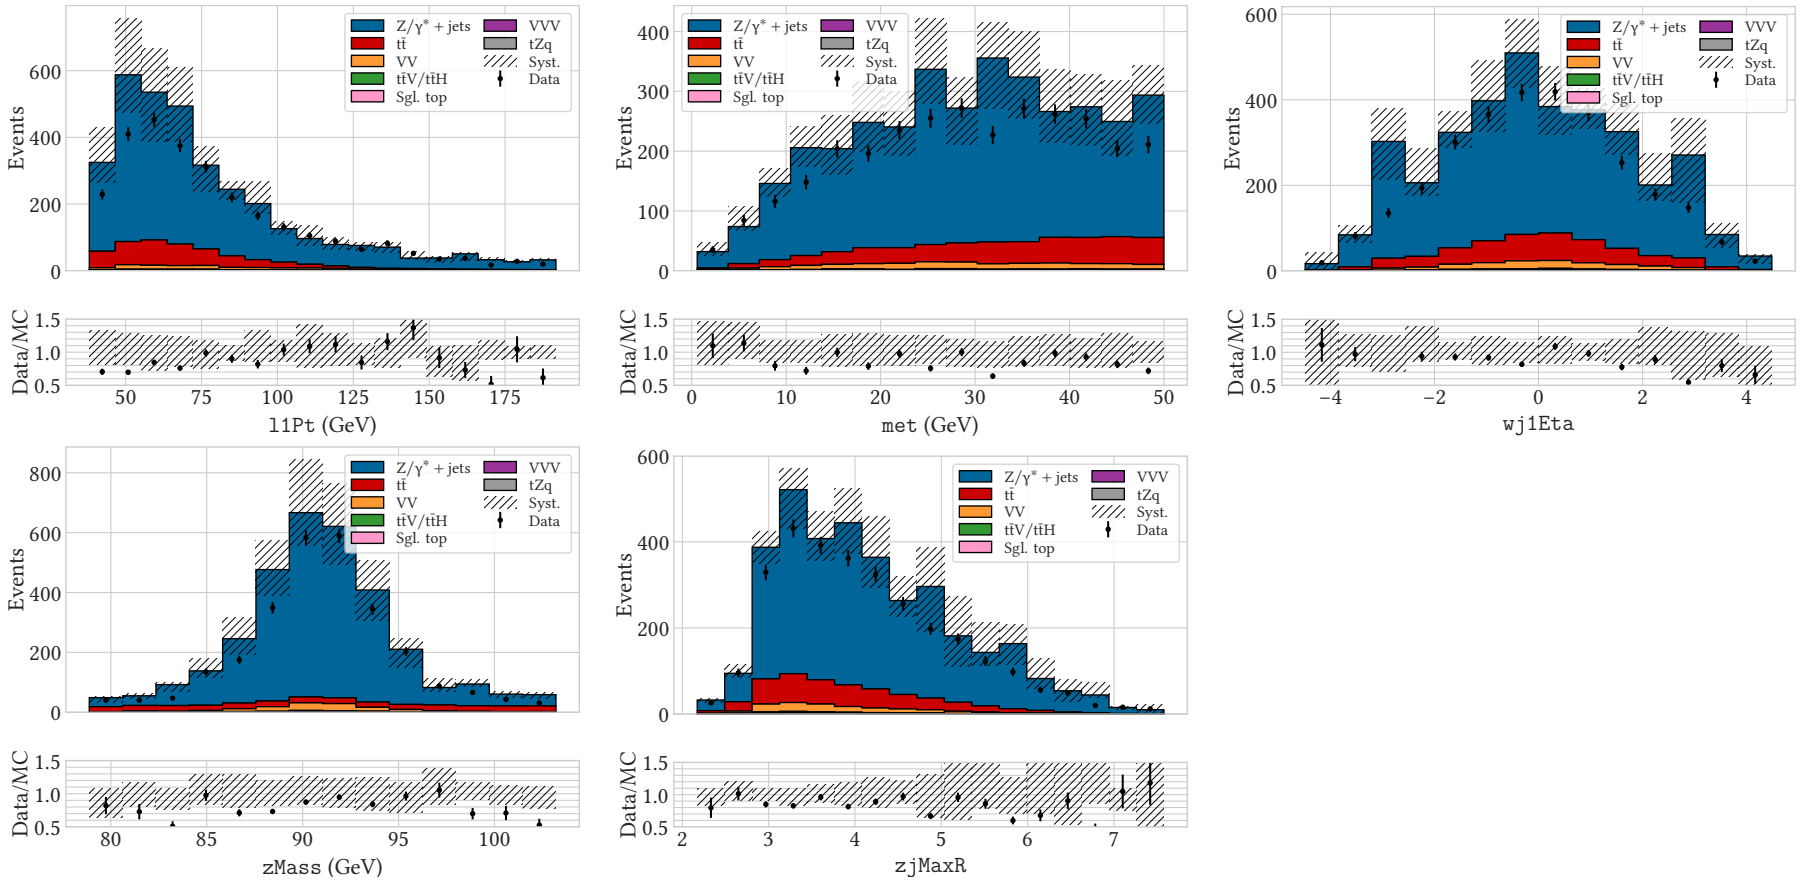 Events
600
400
200
0
Z/γ* + jets
tt̄
VV
tt̄V/tt̄H
Sgl. top
VVV
tZq
Syst.
Data
Data/MC
1.5
1.0
0.5
50 75 100 125 150 175
l1Pt (GeV)
Events
400
300
200
100
0
Z/γ* + jets
tt̄
VV
tt̄V/tt̄H
Sgl. top
VVV
tZq
Syst.
Data
Data/MC
1.5
1.0
0.5
0 10 20 30 40 50
met (GeV)
Events
600
400
200
0
Z/γ* + jets
tt̄
VV
tt̄V/tt̄H
Sgl. top
VVV
tZq
Syst.
Data
Data/MC
1.5
1.0
0.5
−4 −2 0 2 4
wj1Eta
Events
800
600
400
200
0
Z/γ* + jets
tt̄
VV
tt̄V/tt̄H
Sgl. top
VVV
tZq
Syst.
Data
Data/MC
1.5
1.0
0.5
80 85 90 95 100
zMass (GeV)
Events
600
400
200
0
Z/γ* + jets
tt̄
VV
tt̄V/tt̄H
Sgl. top
VVV
tZq
Syst.
Data
Data/MC
1.5
1.0
0.5
2 3 4 5 6 7
zjMaxR